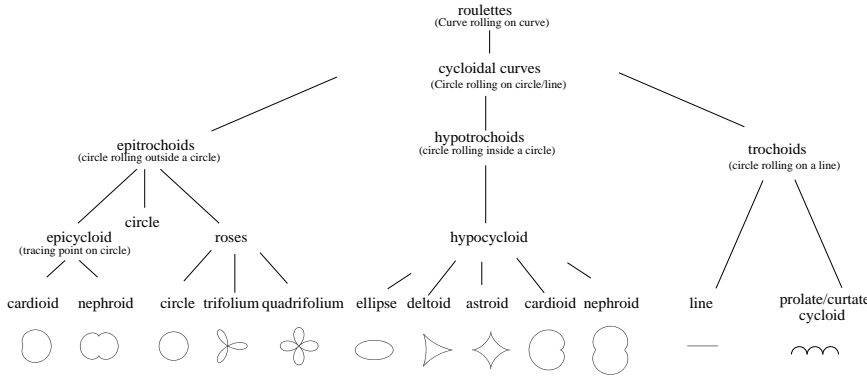 roulettes
(Curve rolling on curve)
cycloidal curves
(Circle rolling on circle/line)
epitrochoids
(circle rolling outside a circle)
hypotrochoids
(circle rolling inside a circle)
trochoids
(circle rolling on a line)
circle
epicycloid
(tracing point on circle)
roses
hypocycloid
cardioid nephroid circle trifolium quadrifolium ellipse deltoid astroid cardioid nephroid line prolate/curtate
cycloid